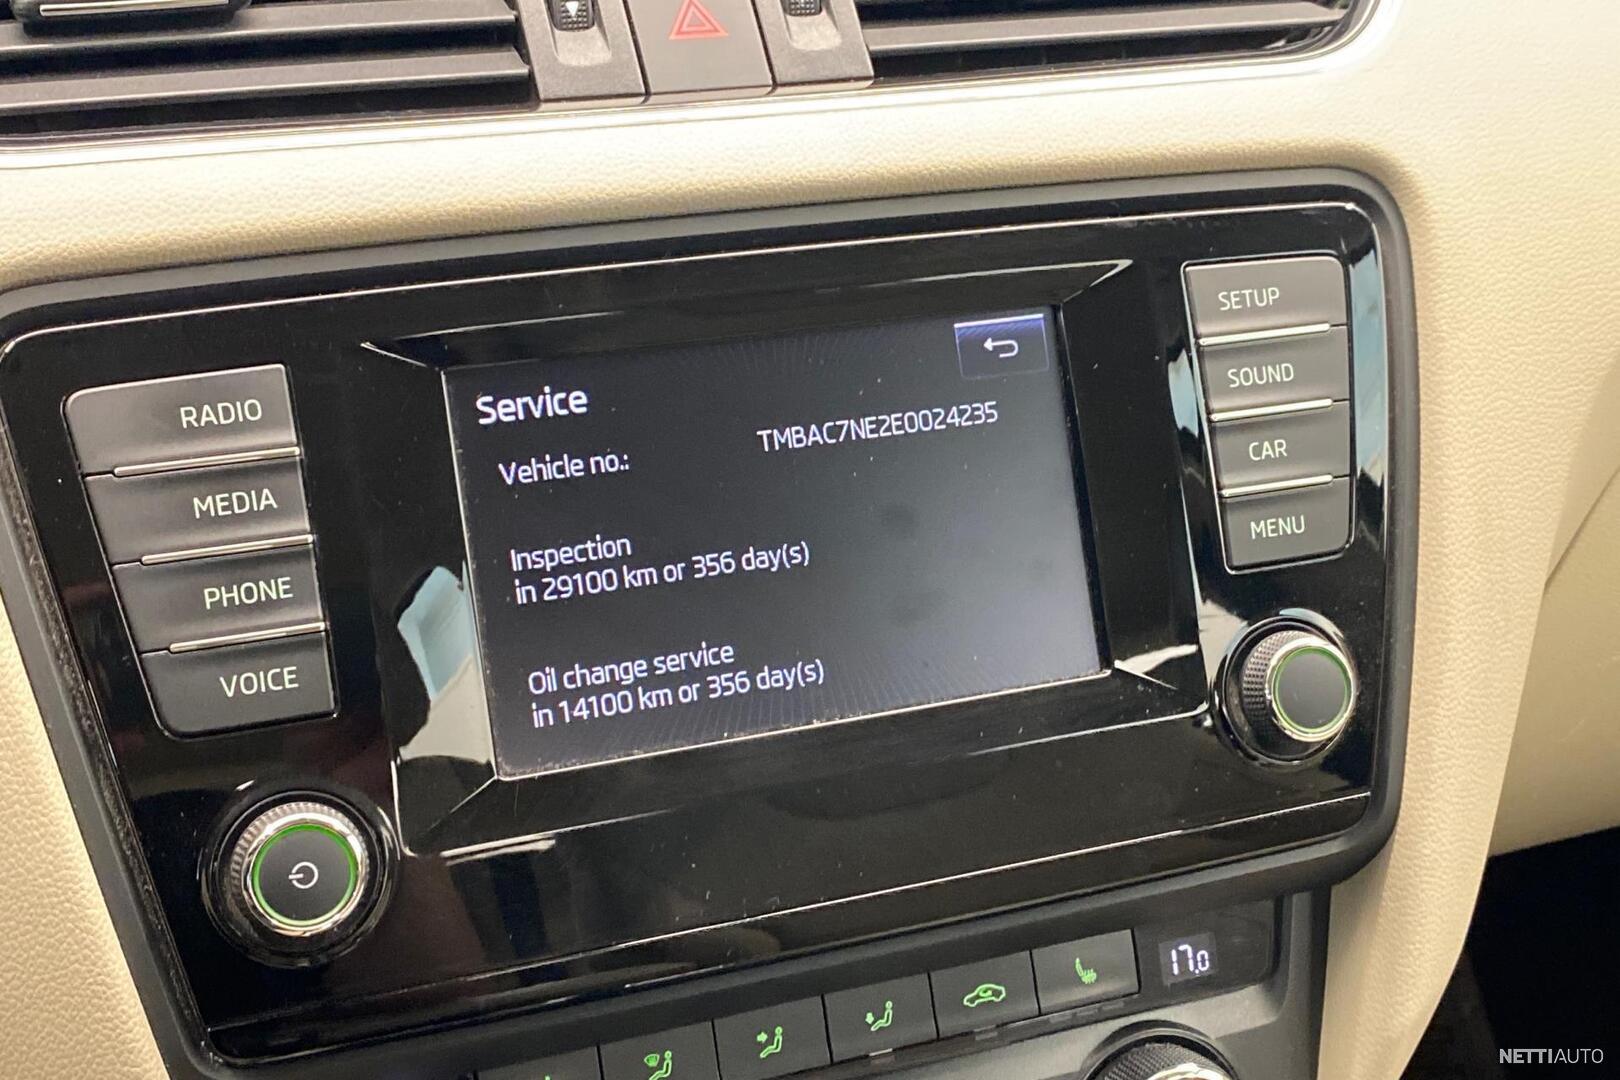 RADIO
MEDIA
PHONE
VOICE
Service
Vehicle no.: TMBAC7NE2E0024235
Inspection
in 29100 km or 356 day(s)
Oil change service
in 14100 km or 356 day(s)
SETUP
SOUND
CAR
MENU
17.0
NETTIAUTO